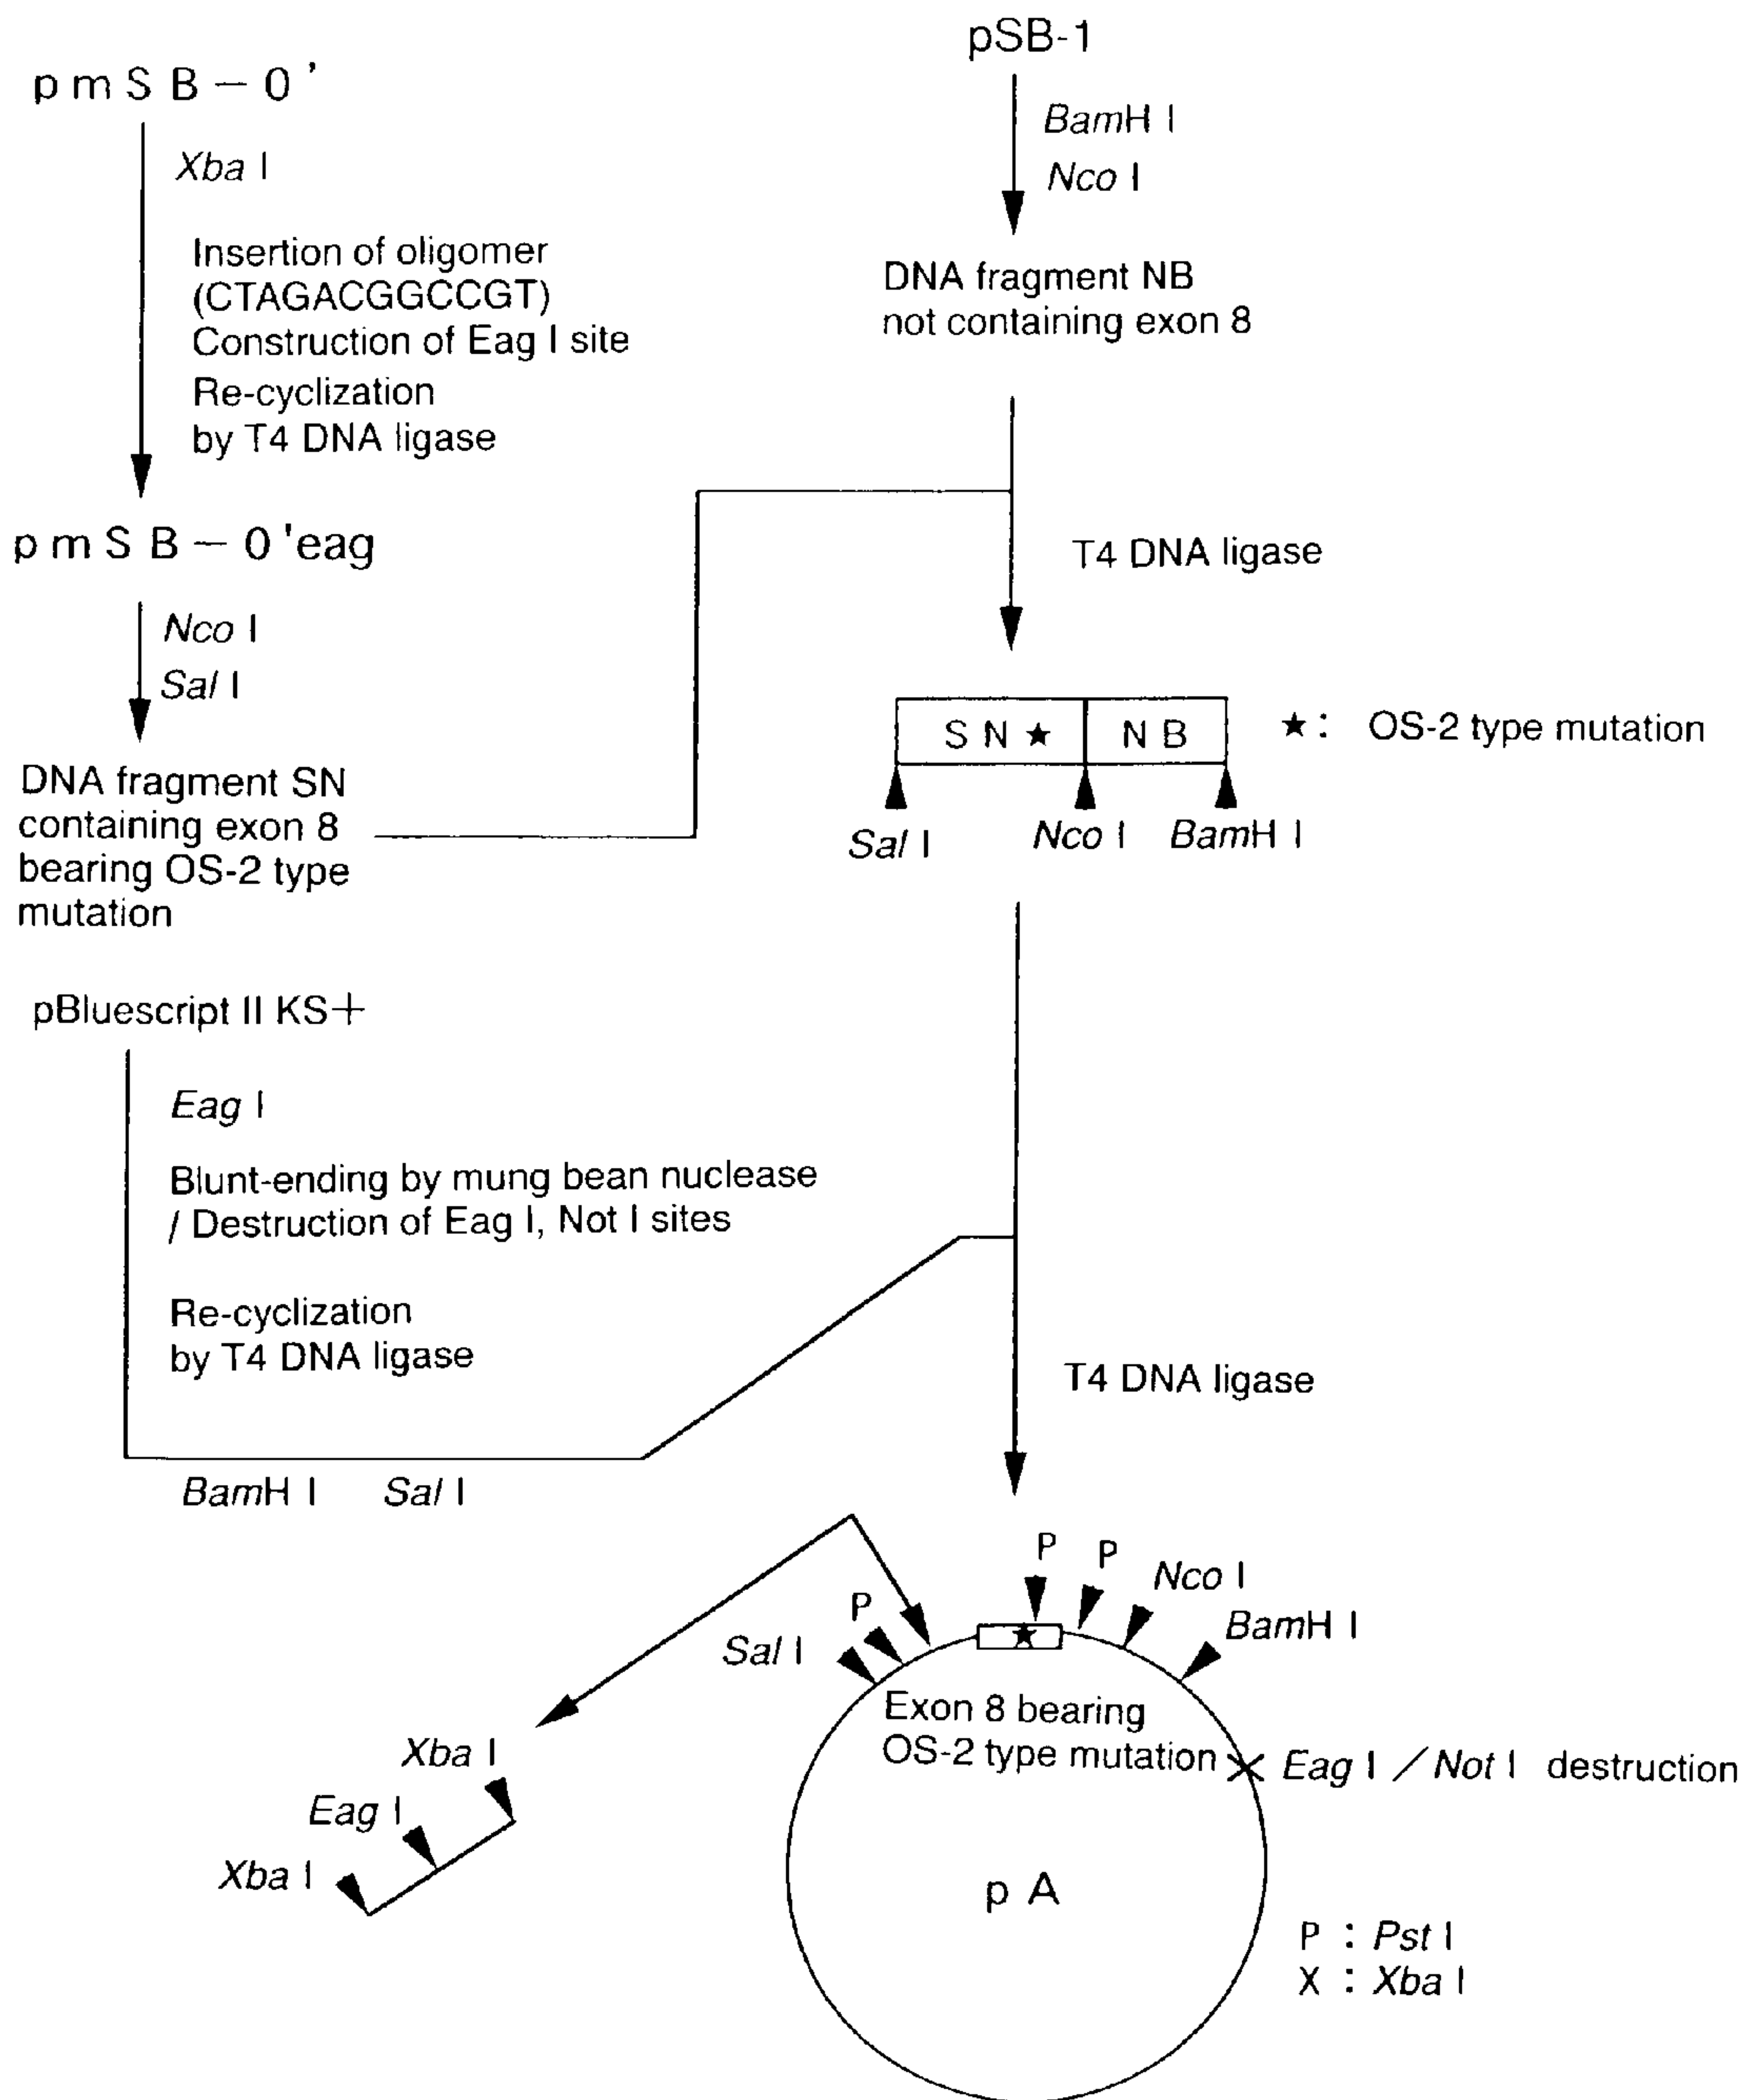 pmSB-0'
Xba I
Insertion of oligomer
(CTAGACGGCCGT)
Construction of Eag I site
Re-cyclization
by T4 DNA ligase
pmSB-0'eag
Nco I
Sal I
DNA fragment SN
containing exon 8
bearing OS-2 type
mutation
pSB-1
BamH I
Nco I
DNA fragment NB
not containing exon 8
T4 DNA ligase
SN★ NB
★: OS-2 type mutation
Sal I Nco I BamH I
pBluescript II KS+
Eag I
Blunt-ending by mung bean nuclease
/ Destruction of Eag I, Not I sites
Re-cyclization
by T4 DNA ligase
BamH I Sal I
T4 DNA ligase
P
P
Nco I
BamH I
P
Sal I
★
Exon 8 bearing
OS-2 type mutation
Eag I / Not I destruction
Xba I
Eag I
Xba I
pA
P : Pst I
X : Xba I